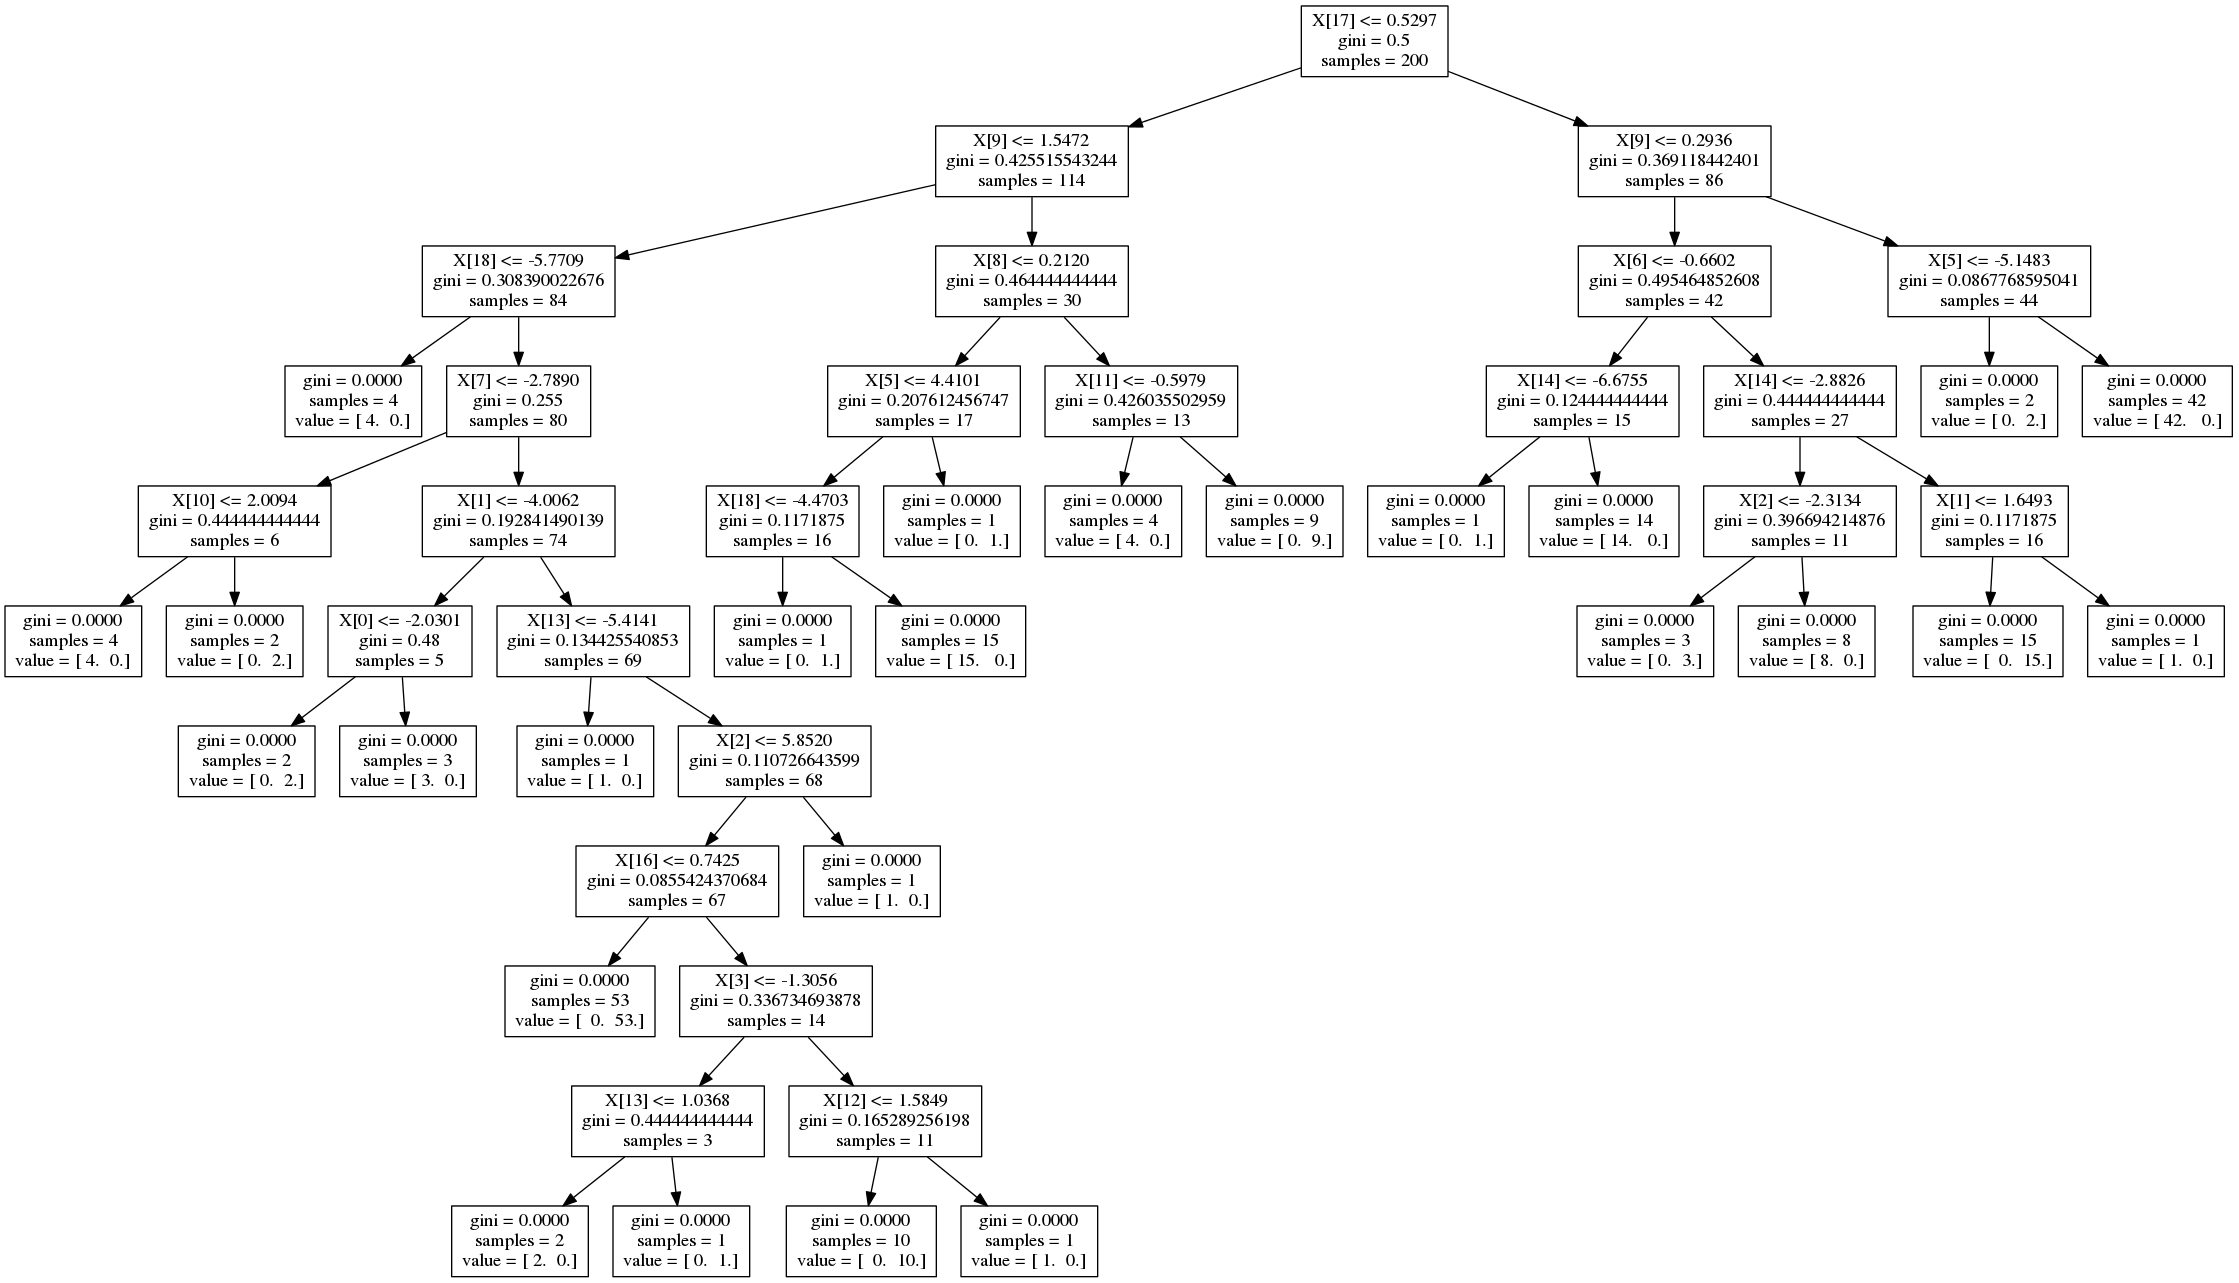 X[17] <= 0.5297
gini = 0.5
samples = 200
X[9] <= 1.5472
gini = 0.425515543244
samples = 114
X[9] <= 0.2936
gini = 0.369118442401
samples = 86
X[18] <= -5.7709
gini = 0.308390022676
samples = 84
X[8] <= 0.2120
gini = 0.464444444444
samples = 30
X[6] <= -0.6602
gini = 0.495464852608
samples = 42
X[5] <= -5.1483
gini = 0.0867768595041
samples = 44
gini = 0.0000
samples = 4
value = [ 4.  0.]
X[7] <= -2.7890
gini = 0.255
samples = 80
X[5] <= 4.4101
gini = 0.207612456747
samples = 17
X[11] <= -0.5979
gini = 0.426035502959
samples = 13
X[14] <= -6.6755
gini = 0.124444444444
samples = 15
X[14] <= -2.8826
gini = 0.444444444444
samples = 27
gini = 0.0000
samples = 2
value = [ 0.  2.]
gini = 0.0000
samples = 42
value = [ 42.   0.]
X[10] <= 2.0094
gini = 0.444444444444
samples = 6
X[1] <= -4.0062
gini = 0.192841490139
samples = 74
X[18] <= -4.4703
gini = 0.1171875
samples = 16
gini = 0.0000
samples = 1
value = [ 0.  1.]
gini = 0.0000
samples = 4
value = [ 4.  0.]
gini = 0.0000
samples = 9
value = [ 0.  9.]
gini = 0.0000
samples = 1
value = [ 0.  1.]
gini = 0.0000
samples = 14
value = [ 14.   0.]
X[2] <= -2.3134
gini = 0.396694214876
samples = 11
X[1] <= 1.6493
gini = 0.1171875
samples = 16
gini = 0.0000
samples = 4
value = [ 4.  0.]
gini = 0.0000
samples = 2
value = [ 0.  2.]
X[0] <= -2.0301
gini = 0.48
samples = 5
X[13] <= -5.4141
gini = 0.134425540853
samples = 69
gini = 0.0000
samples = 1
value = [ 0.  1.]
gini = 0.0000
samples = 15
value = [ 15.   0.]
gini = 0.0000
samples = 3
value = [ 0.  3.]
gini = 0.0000
samples = 8
value = [ 8.  0.]
gini = 0.0000
samples = 15
value = [  0.  15.]
gini = 0.0000
samples = 1
value = [ 1.  0.]
gini = 0.0000
samples = 2
value = [ 0.  2.]
gini = 0.0000
samples = 3
value = [ 3.  0.]
gini = 0.0000
samples = 1
value = [ 1.  0.]
X[2] <= 5.8520
gini = 0.110726643599
samples = 68
X[16] <= 0.7425
gini = 0.0855424370684
samples = 67
gini = 0.0000
samples = 1
value = [ 1.  0.]
gini = 0.0000
samples = 53
value = [  0.  53.]
X[3] <= -1.3056
gini = 0.336734693878
samples = 14
X[13] <= 1.0368
gini = 0.444444444444
samples = 3
X[12] <= 1.5849
gini = 0.165289256198
samples = 11
gini = 0.0000
samples = 2
value = [ 2.  0.]
gini = 0.0000
samples = 1
value = [ 0.  1.]
gini = 0.0000
samples = 10
value = [  0.  10.]
gini = 0.0000
samples = 1
value = [ 1.  0.]